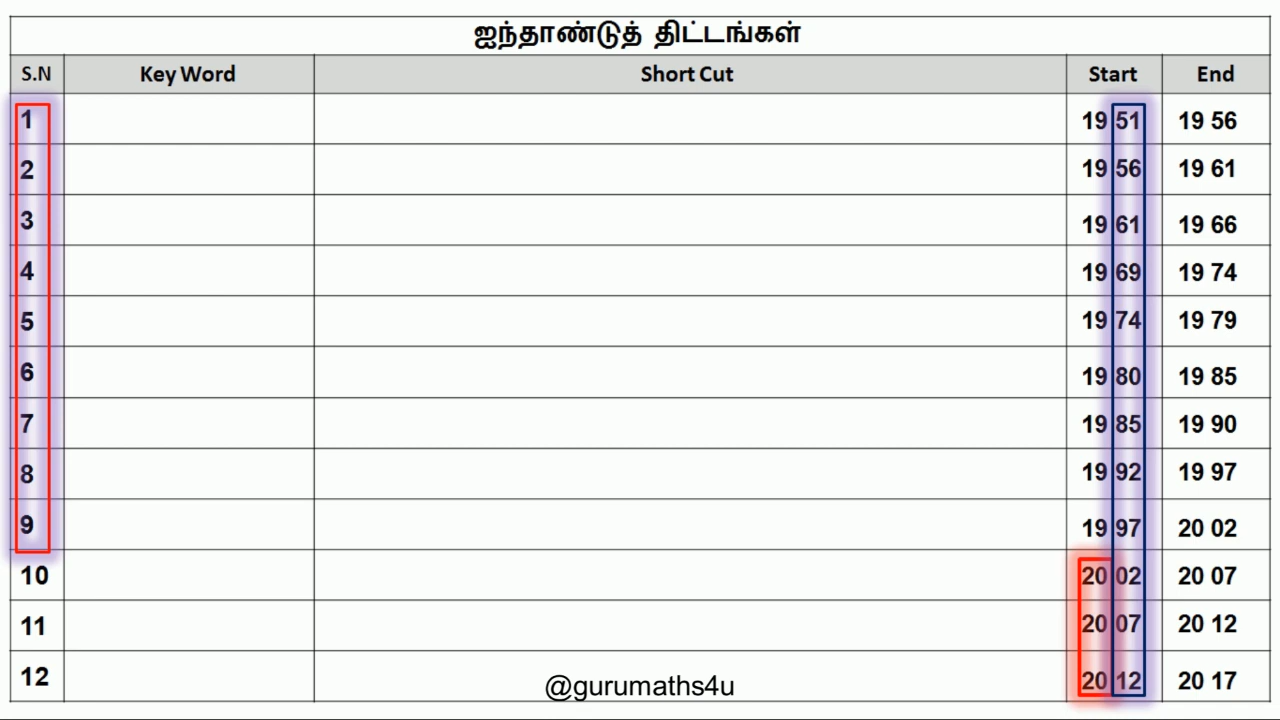 ஐந்தாண்டுத் திட்டங்கள்
S.N Key Word Short Cut Start End
1 19 51 19 56
2 19 56 19 61
3 19 61 19 66
4 19 69 19 74
5 19 74 19 79
6 19 80 19 85
7 19 85 19 90
8 19 92 19 97
9 19 97 20 02
10 20 02 20 07
11 20 07 20 12
12 20 12 20 17
@gurumaths4u